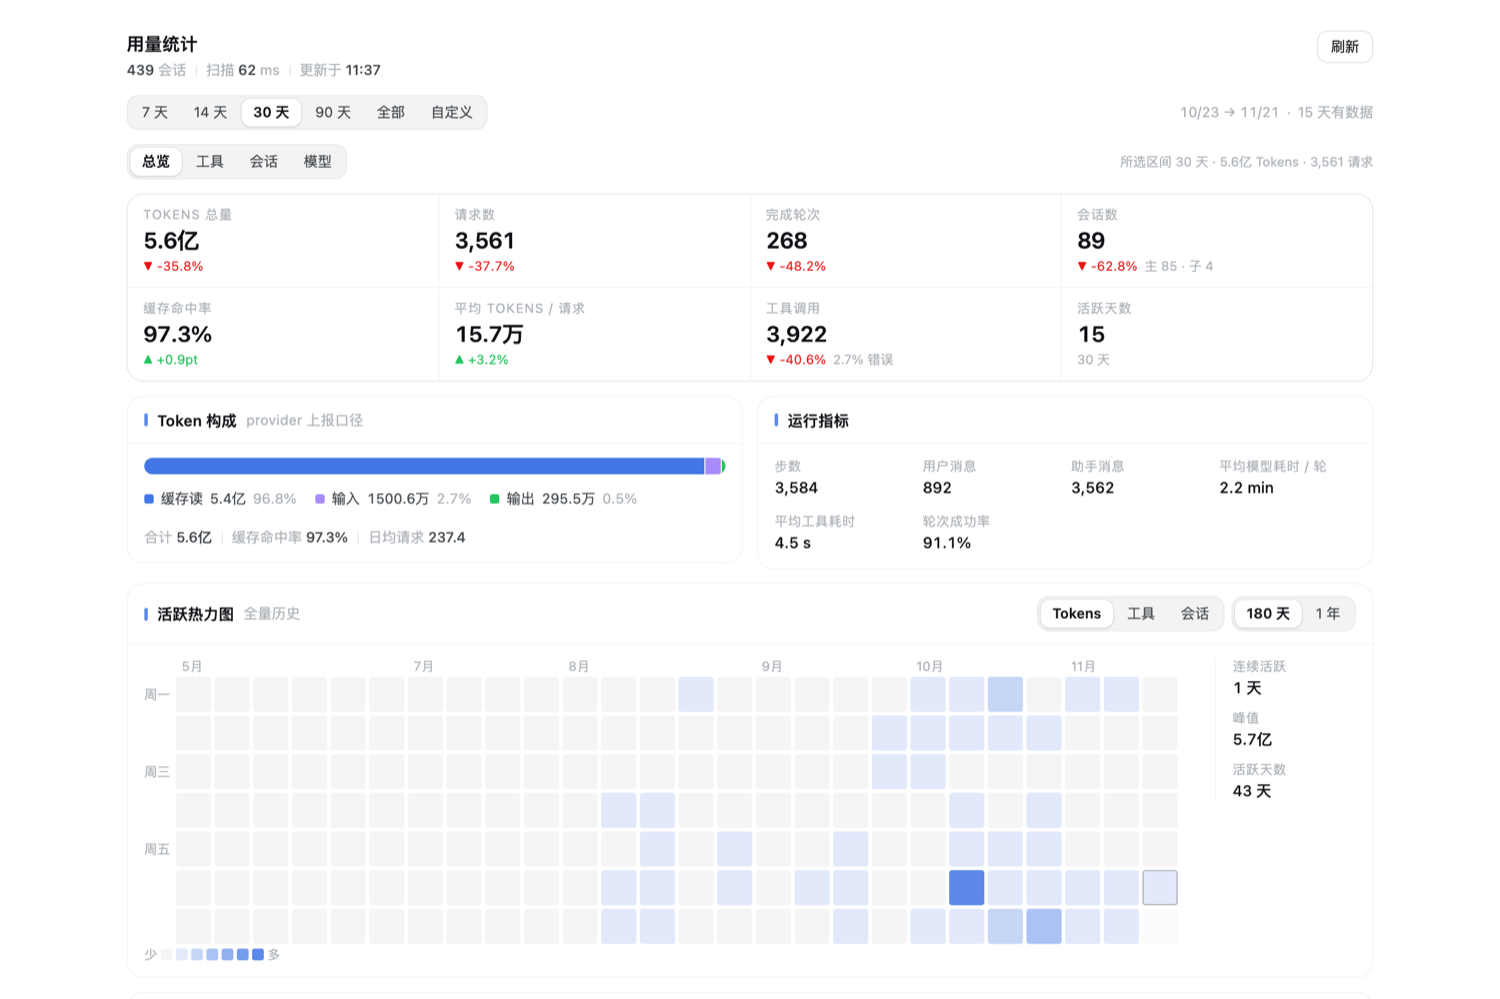 用量统计
刷新
439 会话 | 扫描 62 ms | 更新于 11:37
7 天 14 天 30 天 90 天 全部 自定义
10/23 → 11/21 · 15 天有数据
总览 工具 会话 模型
所选区间 30 天 · 5.6亿 Tokens · 3,561 请求
TOKENS 总量 请求数 完成轮次 会话数
5.6亿 3,561 268 89
▼ -35.8% ▼ -37.7% ▼ -48.2% ▼ -62.8% 主 85 · 子 4
缓存命中率 平均 TOKENS / 请求 工具调用 活跃天数
97.3% 15.7万 3,922 15
▲ +0.9pt ▲ +3.2% ▼ -40.6% 2.7% 错误 30 天
Token 构成 provider 上报口径
缓存读 5.4亿 96.8% 输入 1500.6万 2.7% 输出 295.5万 0.5%
合计 5.6亿 | 缓存命中率 97.3% | 日均请求 237.4
运行指标
步数 用户消息 助手消息 平均模型耗时 / 轮
3,584 892 3,562 2.2 min
平均工具耗时 轮次成功率
4.5 s 91.1%
活跃热力图 全量历史
Tokens 工具 会话 180 天 1 年
5月 7月 8月 9月 10月 11月
周一
周三
周五
少 多
连续活跃
1 天
峰值
5.7亿
活跃天数
43 天